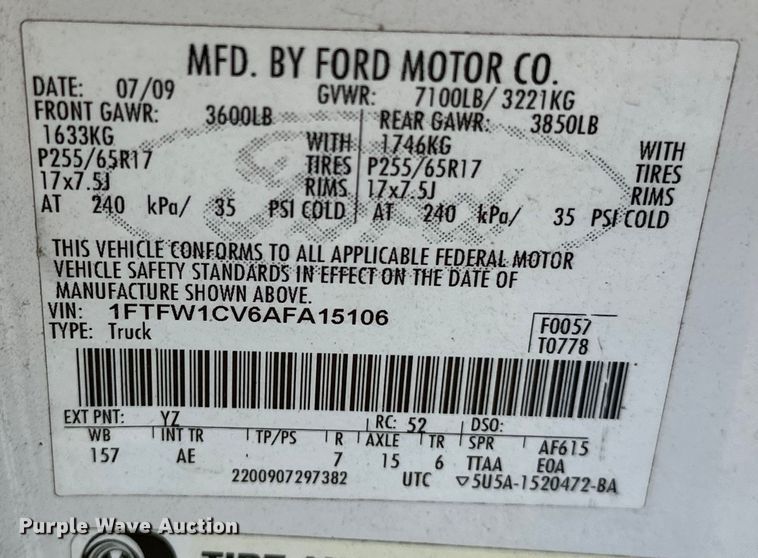 MFD. BY FORD MOTOR CO.
DATE: 07/09 GVWR: 7100LB/ 3221KG
FRONT GAWR: 3600LB REAR GAWR: 3850LB
1633KG WITH 1746KG WITH
P255/65R17 TIRES P255/65R17 TIRES
17x7.5J RIMS 17x7.5J RIMS
AT 240 kPa/ 35 PSI COLD AT 240 kPa/ 35 PSI COLD
Ford
THIS VEHICLE CONFORMS TO ALL APPLICABLE FEDERAL MOTOR
VEHICLE SAFETY STANDARDS IN EFFECT ON THE DATE OF
MANUFACTURE SHOWN ABOVE.
VIN: 1FTFW1CV6AFA15106
TYPE: Truck
F0057
T0778
EXT PNT: YZ RC: 52 DSO:
WB INT TR TP/PS R AXLE TR SPR AF615
157 AE 7 15 6 TTAA E0A
2200907297382 UTC ▽5U5A-1520472-BA
Purple Wave Auction